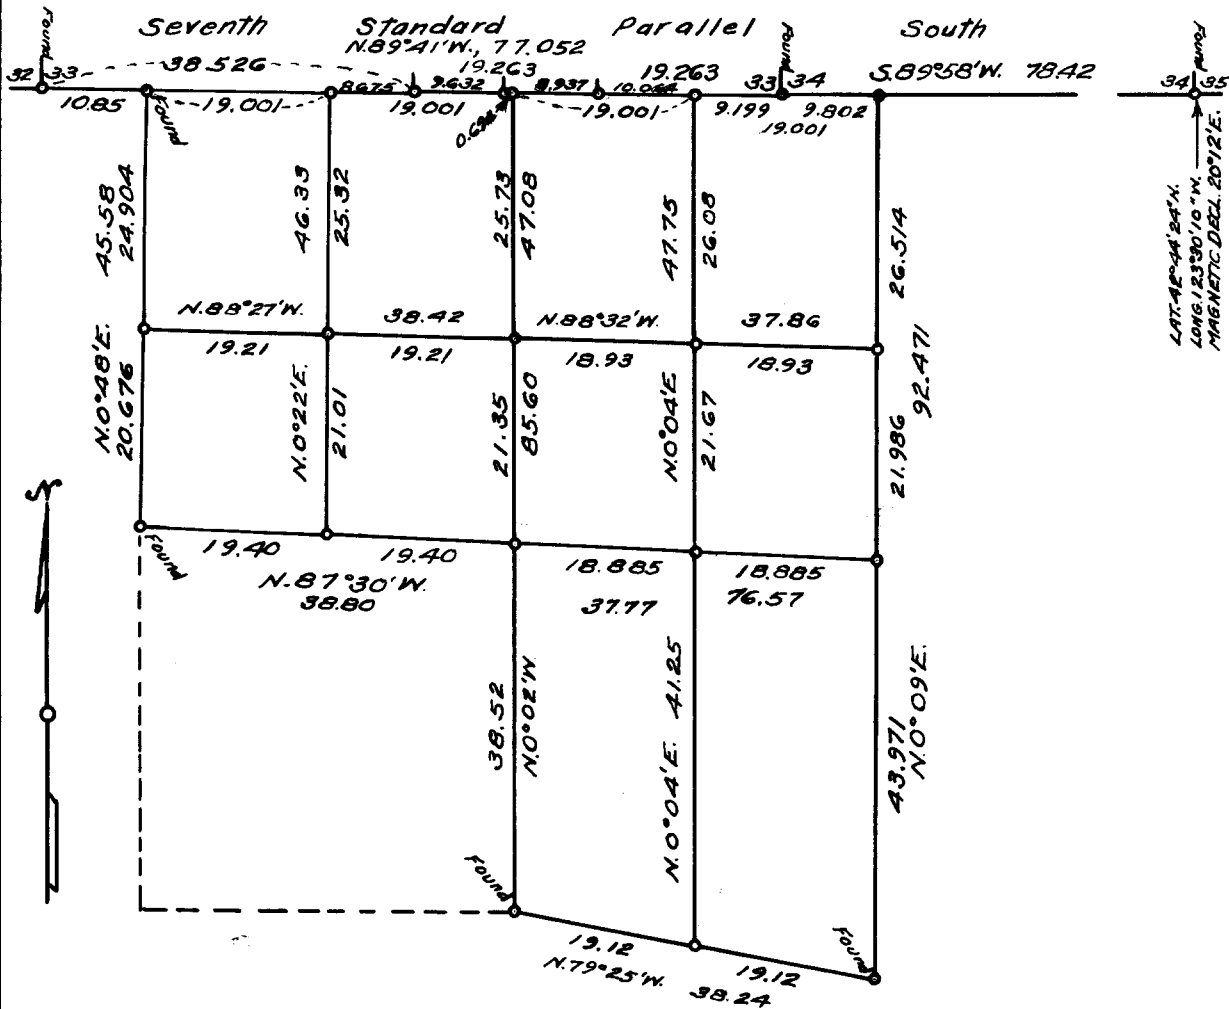 Seventh Standard Parallel South
N.89°41'W., 77.052
found
found
found
32 33
38.526
19.263
19.263
33 34
S.89°58'W. 78.42
34 35
8.675 9.632 8.937 10.064
10.85
19.001
19.001
19.001
9.199 9.802
19.001
found
0.694
LAT. 42°44'24"N.
LONG. 123°30'10"W.
MAGNETIC DECL. 20°12'E.
45.58
24.904
46.33
25.32
25.73
47.08
47.75
26.08
26.514
N.88°27'W.
38.42
N.88°32'W.
37.86
19.21
19.21
18.93
18.93
N.0°48'E.
20.676
N.0°22'E.
21.01
21.35
85.60
N.0°04'E
21.67
21.986
92.471
found
19.40
19.40
18.885
18.885
N.87°30'W.
38.80
37.77
76.57
38.52
N.0°02'W
N.0°04'E. 41.25
43.971
N.0°09'E.
found
found
19.12
19.12
N.79°25'W. 38.24
N